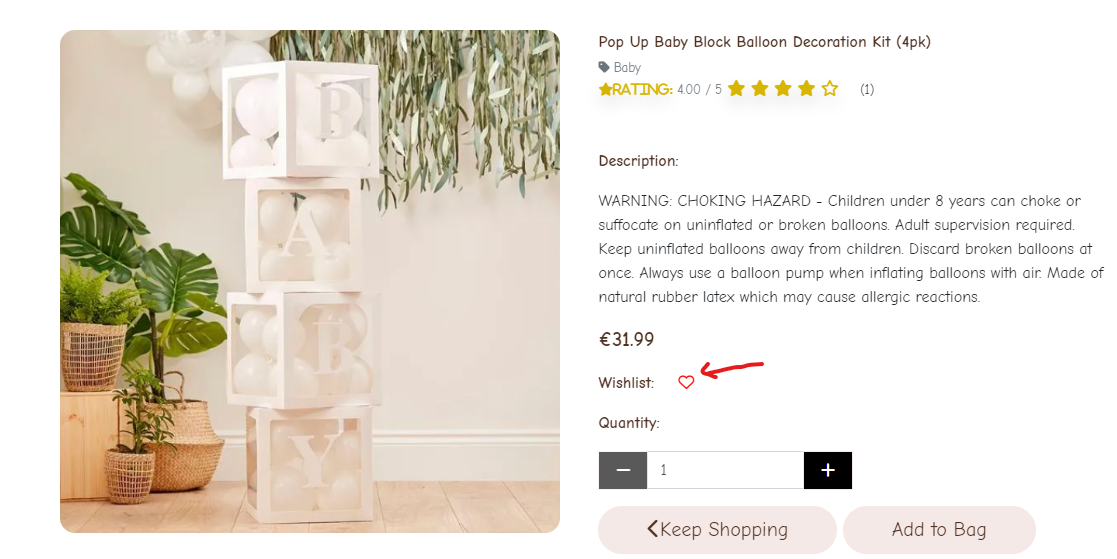 B
A
B
Y
Pop Up Baby Block Balloon Decoration Kit (4pk)
Baby
RATING: 4.00 / 5 (1)
Description:
WARNING: CHOKING HAZARD - Children under 8 years can choke or
suffocate on uninflated or broken balloons. Adult supervision required.
Keep uninflated balloons away from children. Discard broken balloons at
once. Always use a balloon pump when inflating balloons with air. Made of
natural rubber latex which may cause allergic reactions.
€31.99
Wishlist:
Quantity:
− 1 +
Keep Shopping Add to Bag